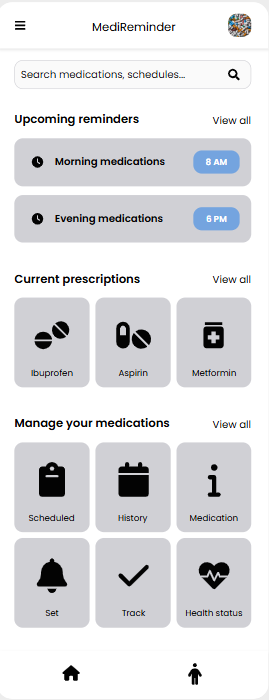 MediReminder
Search medications, schedules...
Upcoming reminders
View all
Morning medications
8 AM
Evening medications
6 PM
Current prescriptions
View all
Ibuprofen
Aspirin
Metformin
Manage your medications
View all
Scheduled
History
Medication
Set
Track
Health status